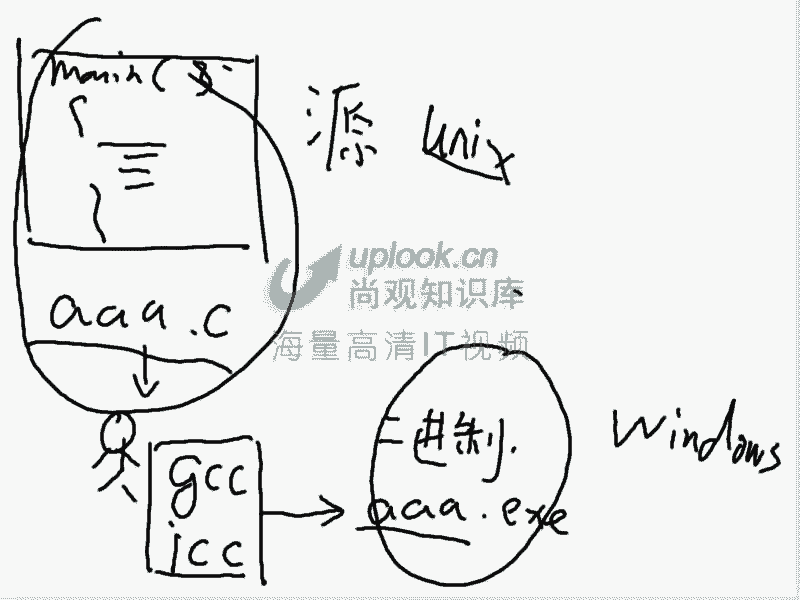 main( )
{
}
源 Unix
uplook.cn
尚观知识库
海量高清IT视频
aaa.c
二进制.
Windows
gcc
icc
aaa.exe